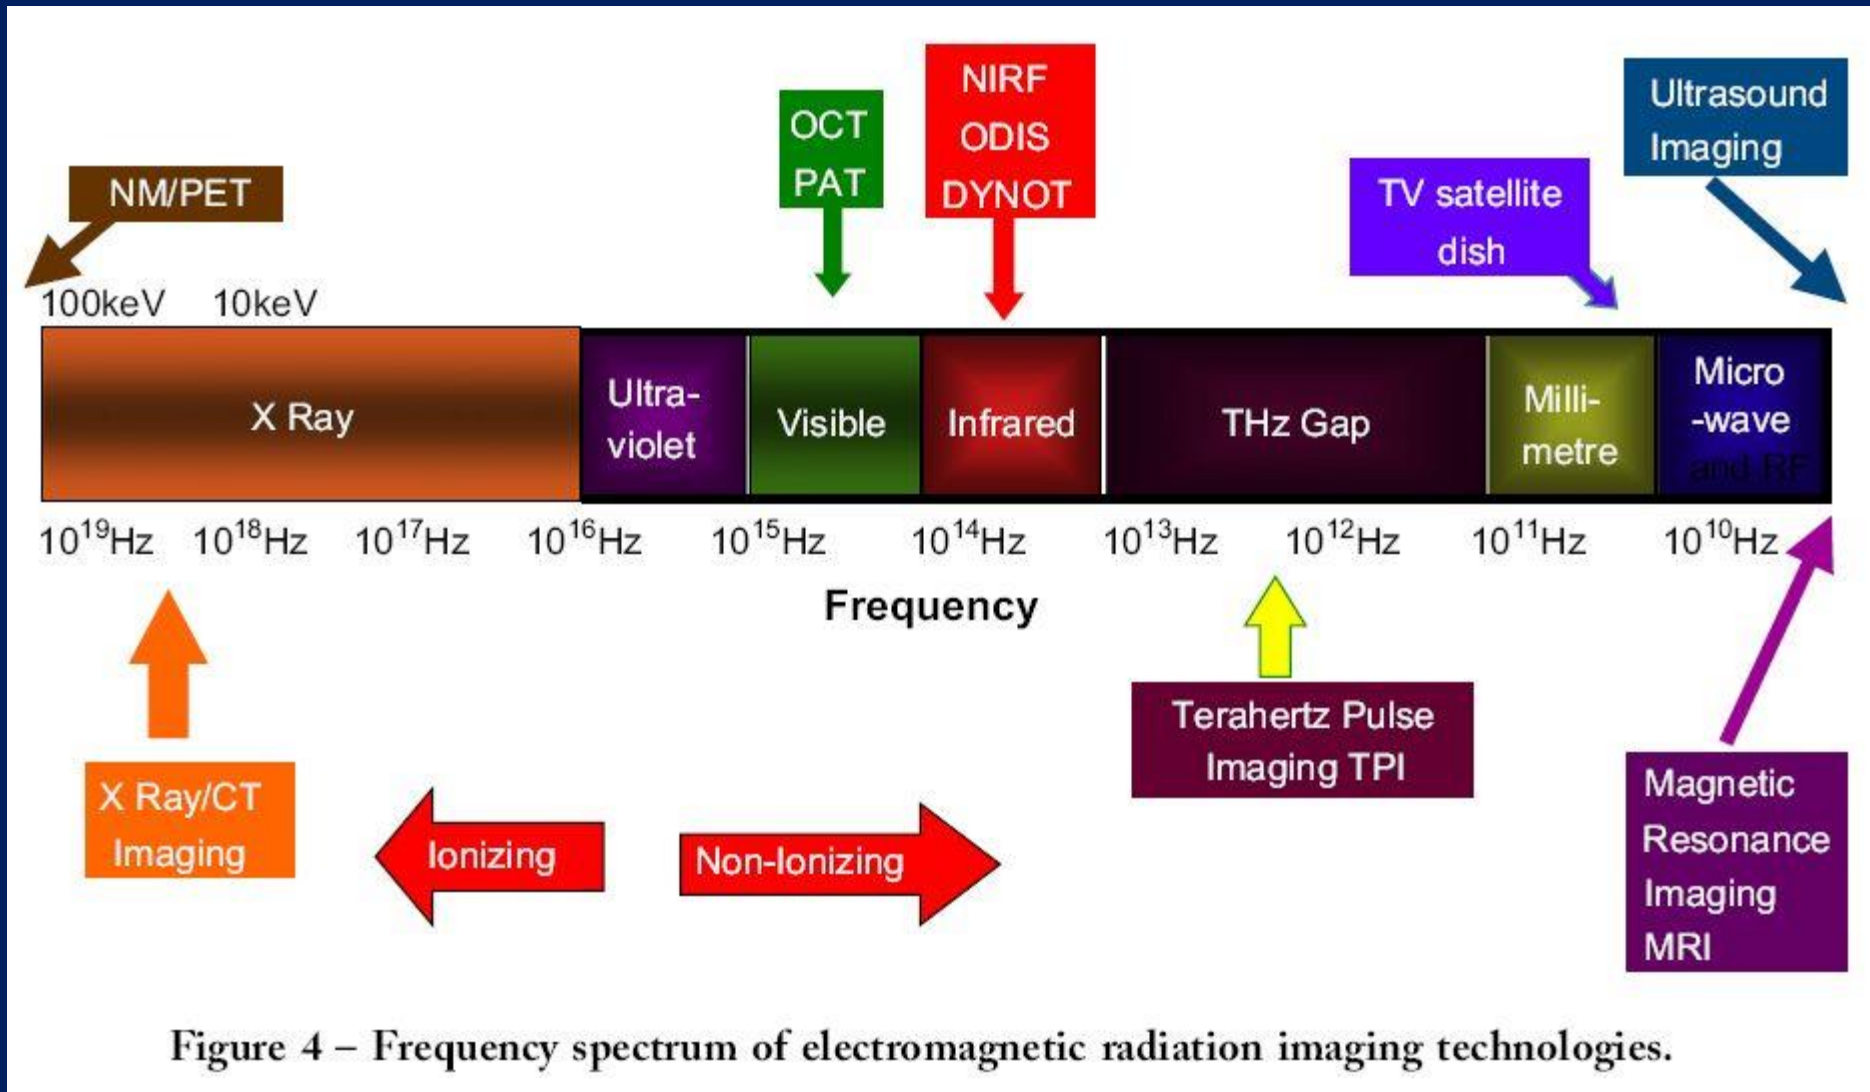 NIRF
ODIS
DYNOT
OCT
PAT
Ultrasound
Imaging
NM/PET
TV satellite
dish
100keV 10keV
X Ray
Ultra-
violet
Visible
Infrared
THz Gap
Milli-
metre
Micro
-wave
and RF
10¹⁹Hz 10¹⁸Hz 10¹⁷Hz 10¹⁶Hz 10¹⁵Hz 10¹⁴Hz 10¹³Hz 10¹²Hz 10¹¹Hz 10¹⁰Hz
Frequency
X Ray/CT
Imaging
Ionizing
Non-Ionizing
Terahertz Pulse
Imaging TPI
Magnetic
Resonance
Imaging
MRI
Figure 4 – Frequency spectrum of electromagnetic radiation imaging technologies.